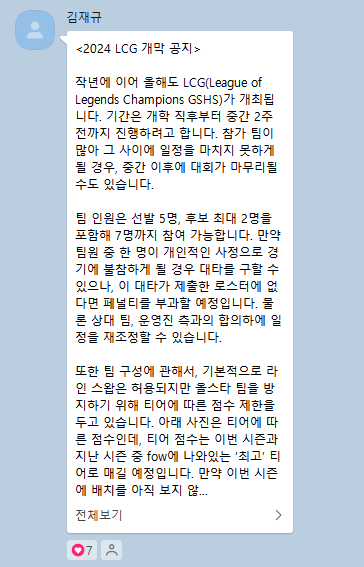 김재규
<2024 LCG 개막 공지>
작년에 이어 올해도 LCG(League of
Legends Champions GSHS)가 개최됩
니다. 기간은 개학 직후부터 중간 2주
전까지 진행하려고 합니다. 참가 팀이
많아 그 사이에 일정을 마치지 못하게
될 경우, 중간 이후에 대회가 마무리될
수도 있습니다.
팀 인원은 선발 5명, 후보 최대 2명을
포함해 7명까지 참여 가능합니다. 만약
팀원 중 한 명이 개인적인 사정으로 경
기에 불참하게 될 경우 대타를 구할 수
있으나, 이 대타가 제출한 로스터에 없
다면 페널티를 부과할 예정입니다. 물
론 상대 팀, 운영진 측과의 합의하에 일
정을 재조정할 수 있습니다.
또한 팀 구성에 관해서, 기본적으로 라
인 스왑은 허용되지만 올스타 팀을 방
지하기 위해 티어에 따른 점수 제한을
두고 있습니다. 아래 사진은 티어에 따
른 점수인데, 티어 점수는 이번 시즌과
지난 시즌 중 fow에 나와있는 '최고' 티
어로 매길 예정입니다. 만약 이번 시즌
에 배치를 아직 보지 않...
전체보기
7